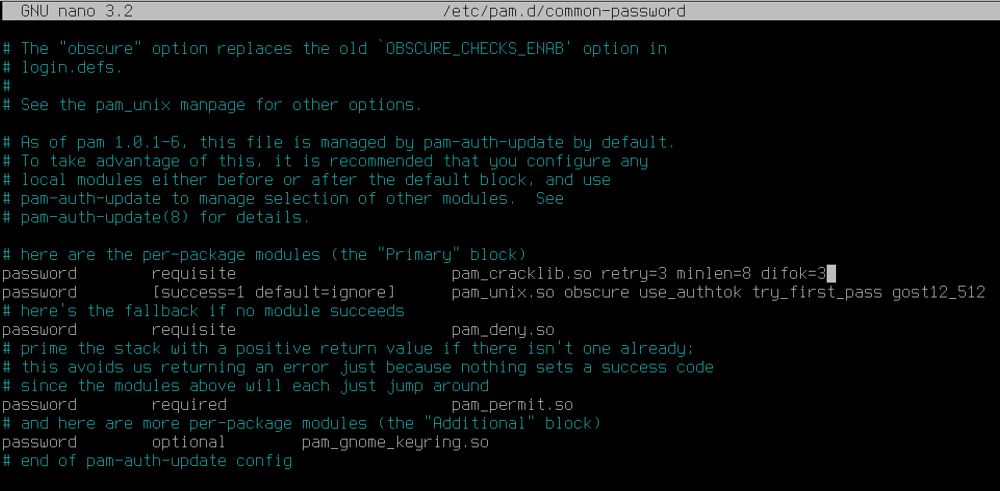 GNU nano 3.2 /etc/pam.d/common-password
# The "obscure" option replaces the old `OBSCURE_CHECKS_ENAB' option in
# login.defs.
#
# See the pam_unix manpage for other options.
# As of pam 1.0.1-6, this file is managed by pam-auth-update by default.
# To take advantage of this, it is recommended that you configure any
# local modules either before or after the default block, and use
# pam-auth-update to manage selection of other modules.  See
# pam-auth-update(8) for details.
# here are the per-package modules (the "Primary" block)
password        requisite                       pam_cracklib.so retry=3 minlen=8 difok=3
password        [success=1 default=ignore]      pam_unix.so obscure use_authtok try_first_pass gost12_512
# here's the fallback if no module succeeds
password        requisite                       pam_deny.so
# prime the stack with a positive return value if there isn't one already;
# this avoids us returning an error just because nothing sets a success code
# since the modules above will each just jump around
password        required                        pam_permit.so
# and here are more per-package modules (the "Additional" block)
password        optional        pam_gnome_keyring.so
# end of pam-auth-update config